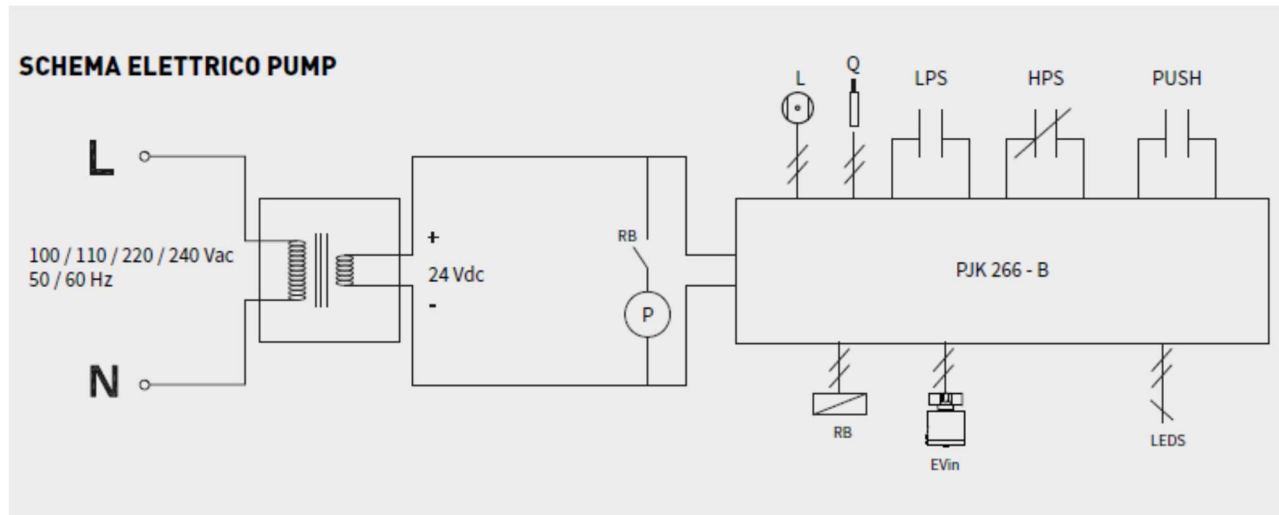 SCHEMA ELETTRICO PUMP
L
Q
LPS
HPS
PUSH
L
100 / 110 / 220 / 240 Vac
50 / 60 Hz
N
+
24 Vdc
-
RB
P
PJK 266 - B
RB
EVin
LEDS